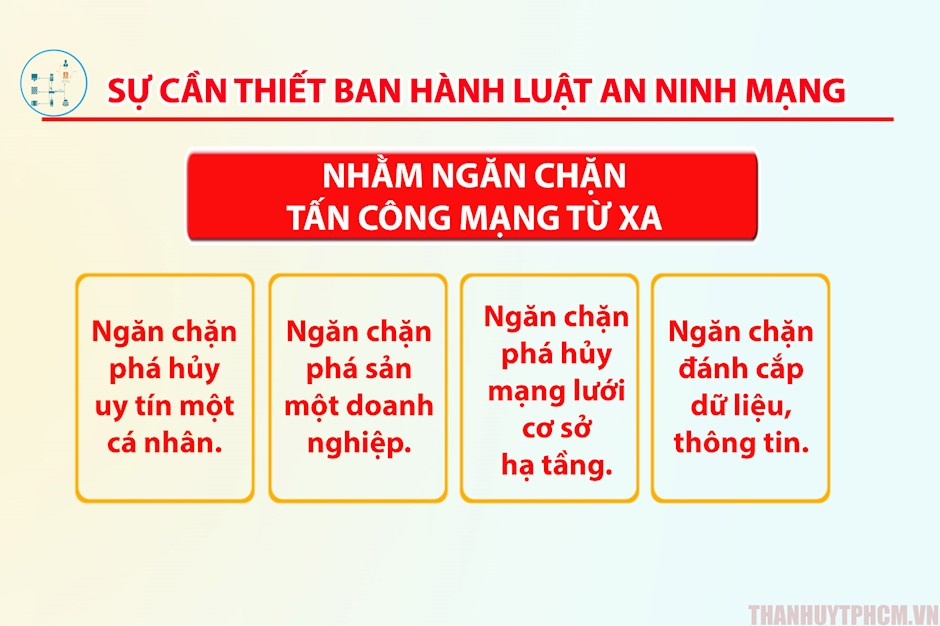 SỰ CẦN THIẾT BAN HÀNH LUẬT AN NINH MẠNG
NHẰM NGĂN CHẶN
TẤN CÔNG MẠNG TỪ XA
Ngăn chặn
phá hủy
uy tín một
cá nhân.
Ngăn chặn
phá sản
một doanh
nghiệp.
Ngăn chặn
phá hủy
mạng lưới
cơ sở
hạ tầng.
Ngăn chặn
đánh cắp
dữ liệu,
thông tin.
THANHUYTPHCM.VN